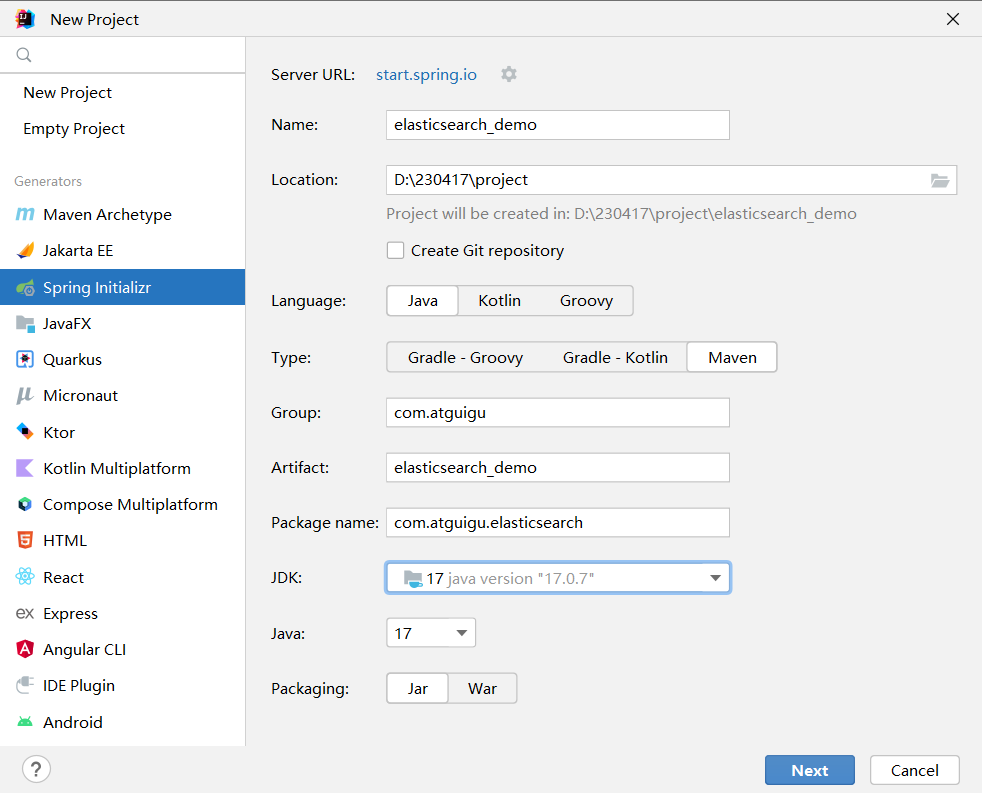 New Project
New Project
Empty Project
Generators
Maven Archetype
Jakarta EE
Spring Initializr
JavaFX
Quarkus
Micronaut
Ktor
Kotlin Multiplatform
Compose Multiplatform
HTML
React
Express
Angular CLI
IDE Plugin
Android
Server URL: start.spring.io
Name: elasticsearch_demo
Location: D:\230417\project
Project will be created in: D:\230417\project\elasticsearch_demo
Create Git repository
Language: Java Kotlin Groovy
Type: Gradle - Groovy Gradle - Kotlin Maven
Group: com.atguigu
Artifact: elasticsearch_demo
Package name: com.atguigu.elasticsearch
JDK: 17 java version "17.0.7"
Java: 17
Packaging: Jar War
? Next Cancel